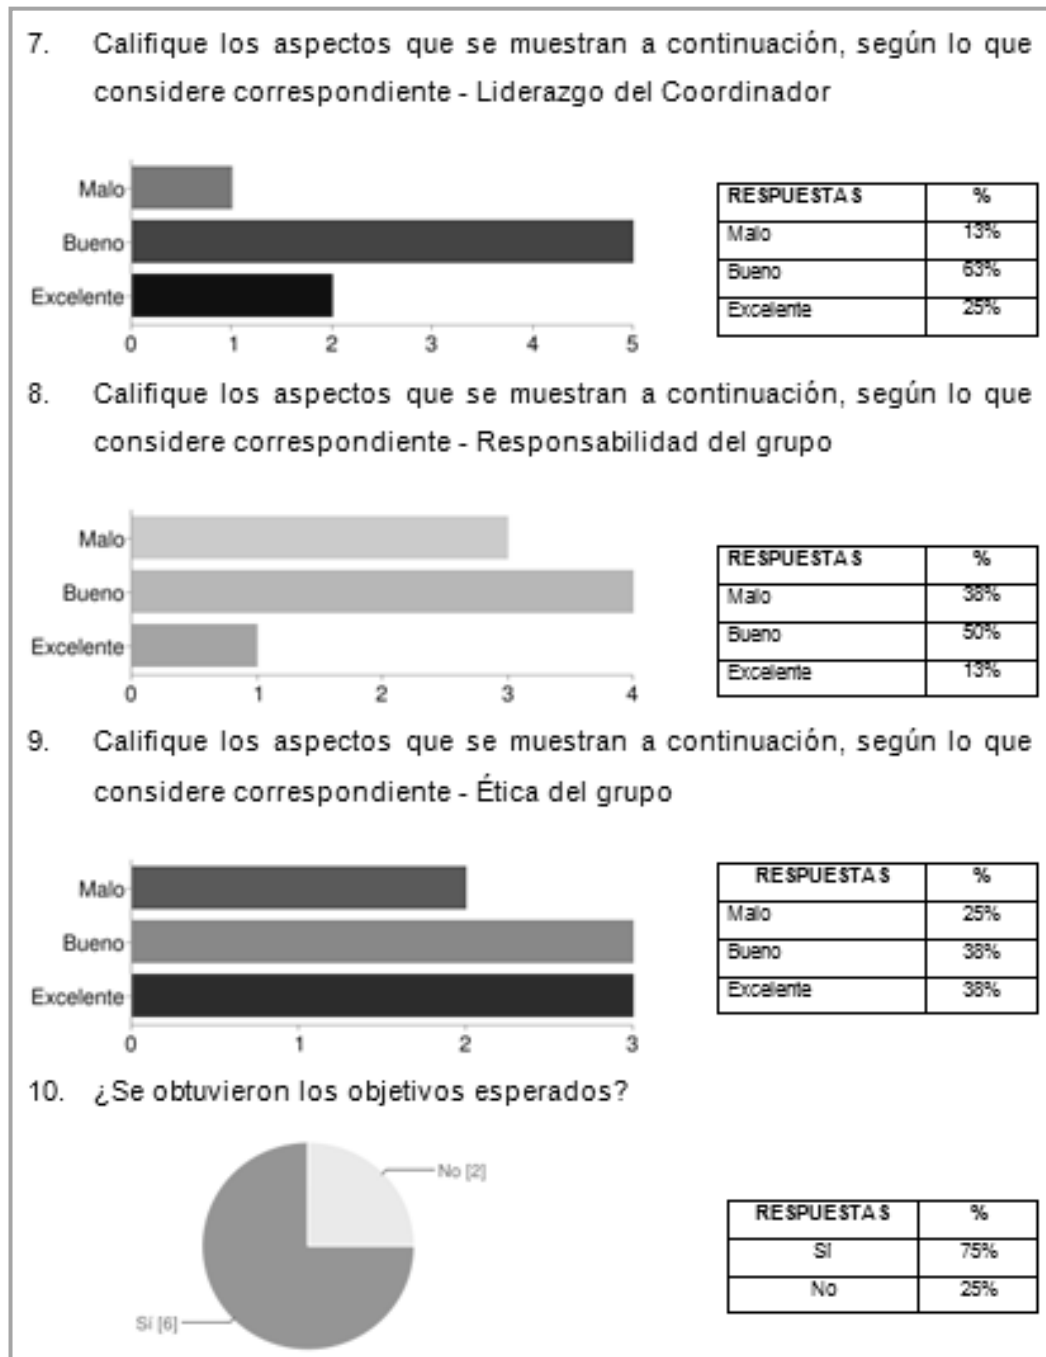 7. Califique los aspectos que se muestran a continuación, según lo que
considere correspondiente - Liderazgo del Coordinador
Malo
Bueno
Excelente
0 1 2 3 4 5
RESPUESTAS %
Malo 13%
Bueno 63%
Excelente 25%
8. Califique los aspectos que se muestran a continuación, según lo que
considere correspondiente - Responsabilidad del grupo
Malo
Bueno
Excelente
0 1 2 3 4
RESPUESTAS %
Malo 38%
Bueno 50%
Excelente 13%
9. Califique los aspectos que se muestran a continuación, según lo que
considere correspondiente - Ética del grupo
Malo
Bueno
Excelente
0 1 2 3
RESPUESTAS %
Malo 25%
Bueno 38%
Excelente 38%
10. ¿Se obtuvieron los objetivos esperados?
No [2]
Sí [6]
RESPUESTAS %
SI 75%
No 25%